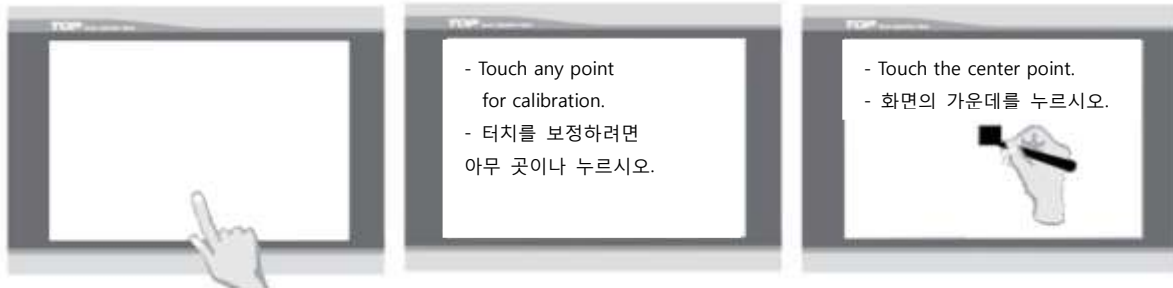 TOP
TOP
- Touch any point
for calibration.
- 터치를 보정하려면
아무 곳이나 누르시오.
TOP
- Touch the center point.
- 화면의 가운데를 누르시오.